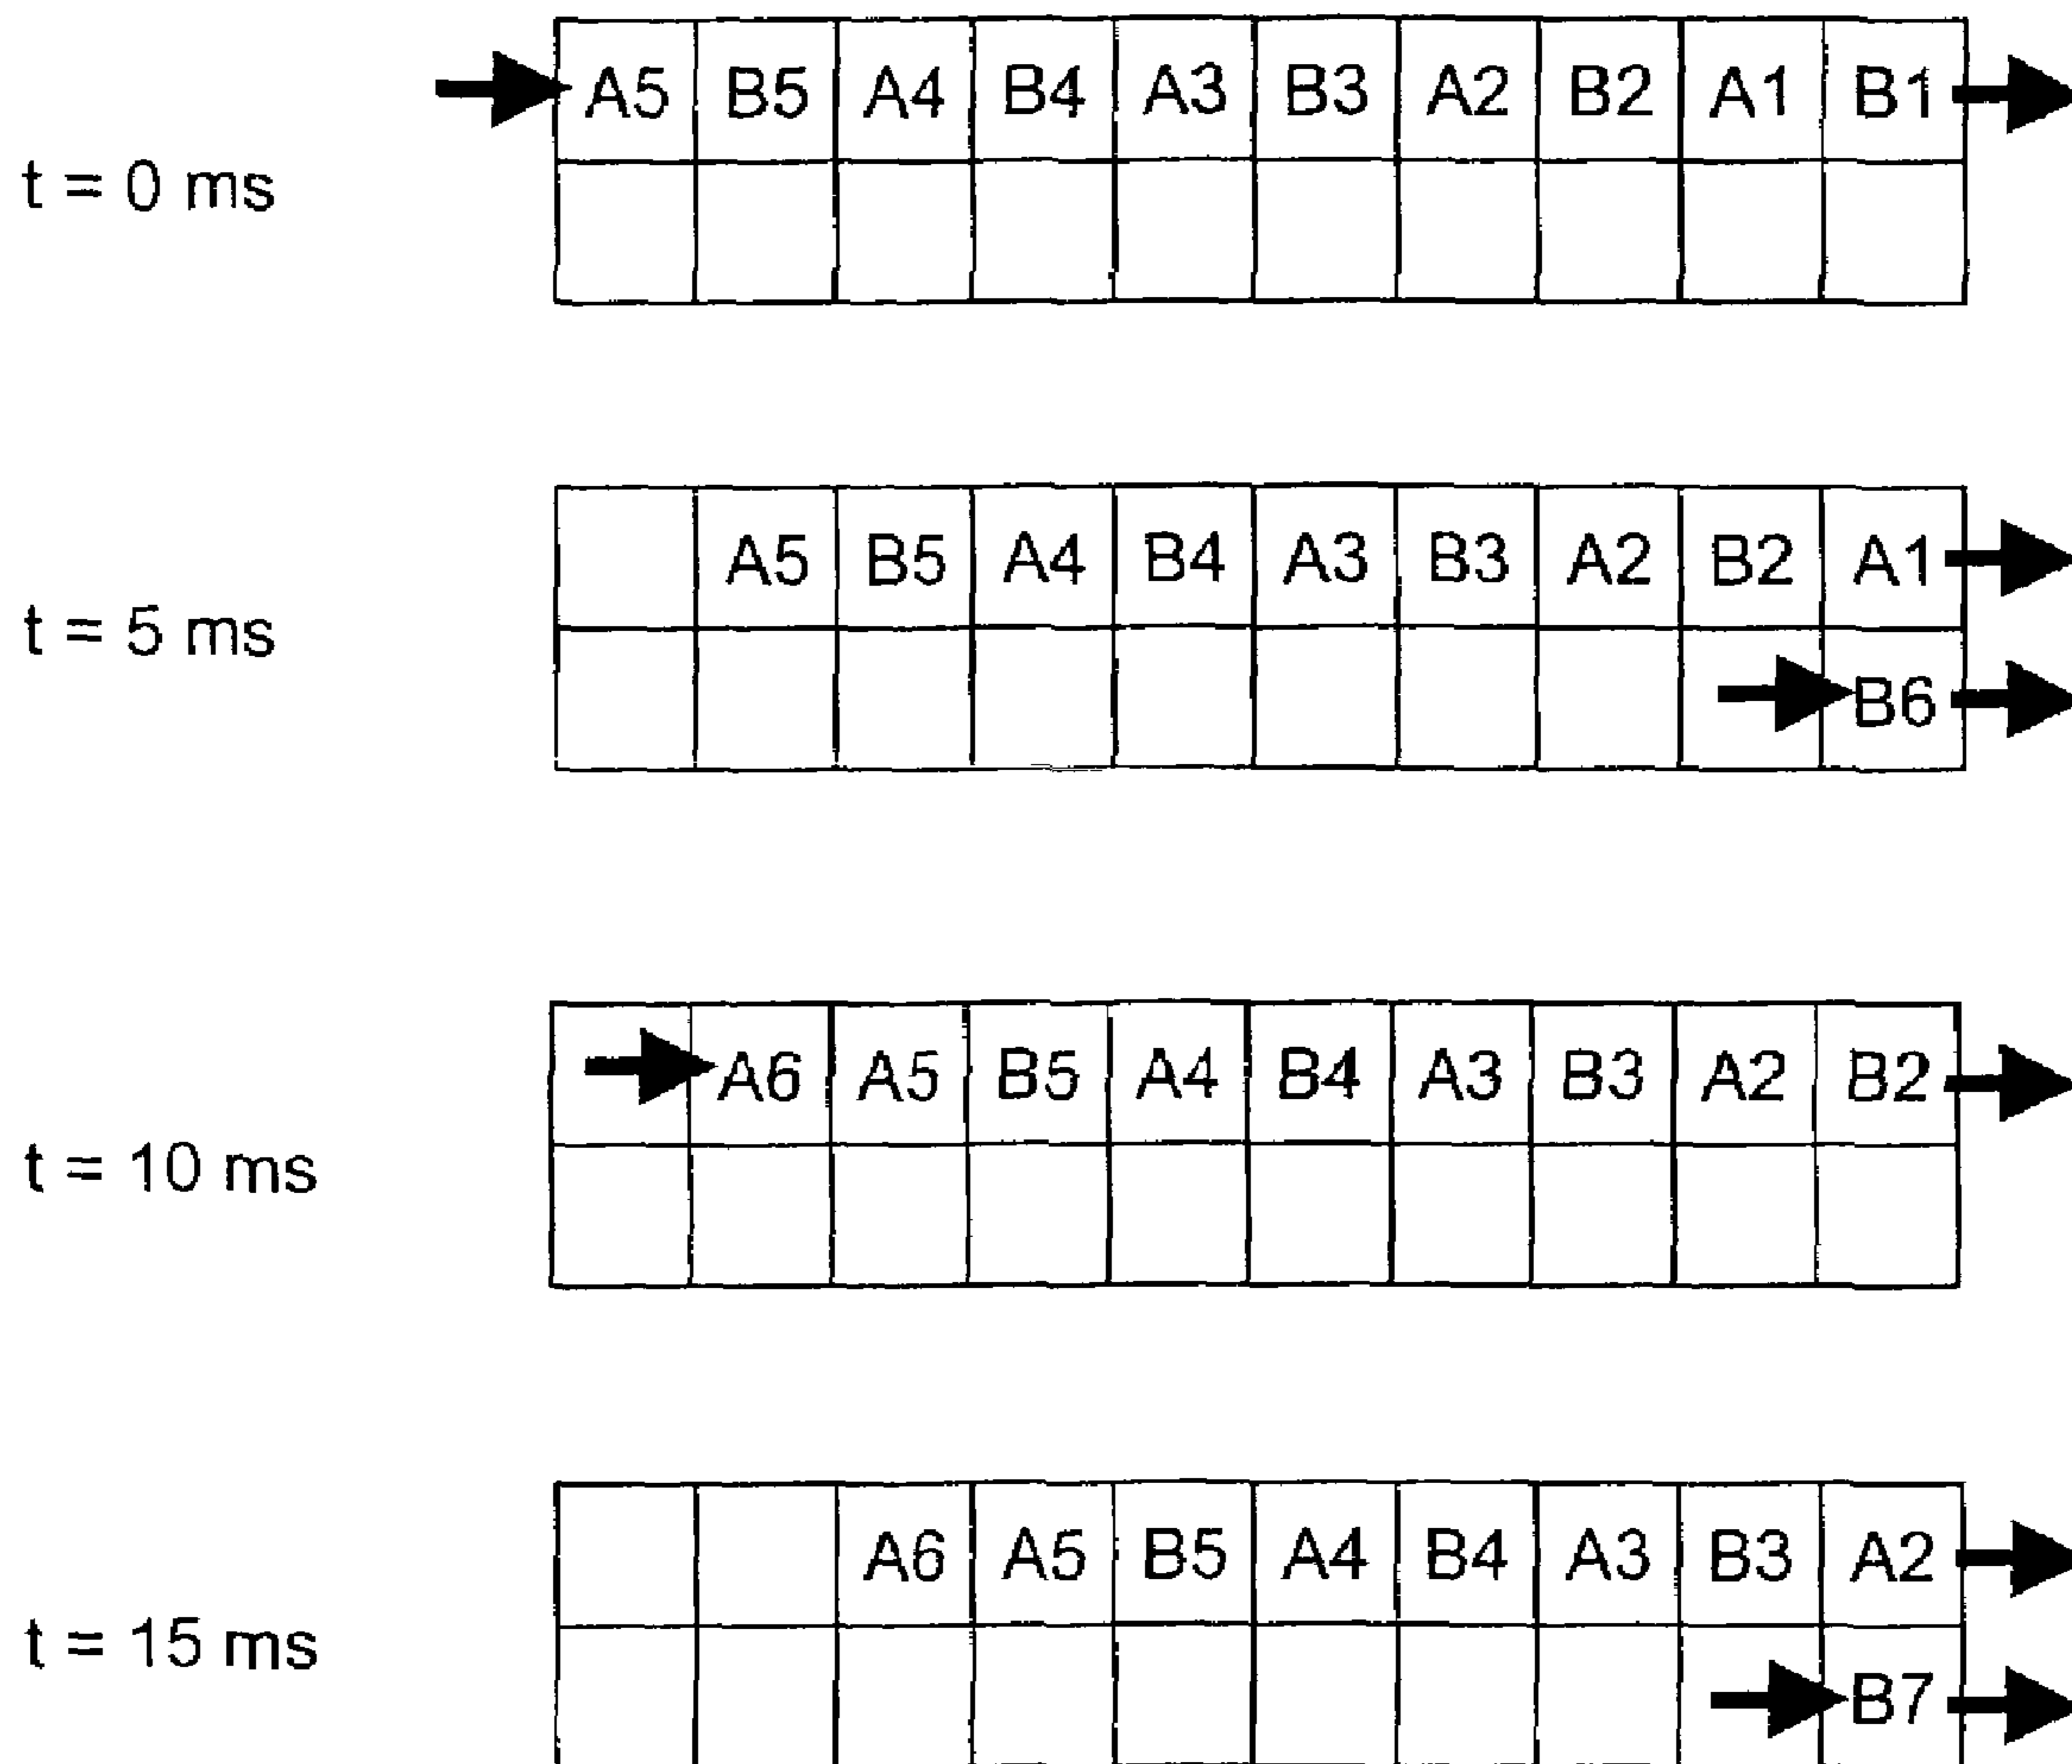 A5 B5 A4 B4 A3 B3 A2 B2 A1 B1
t = 0 ms
A5 B5 A4 B4 A3 B3 A2 B2 A1
t = 5 ms
B6
A6 A5 B5 A4 B4 A3 B3 A2 B2
t = 10 ms
A6 A5 B5 A4 B4 A3 B3 A2
t = 15 ms
B7